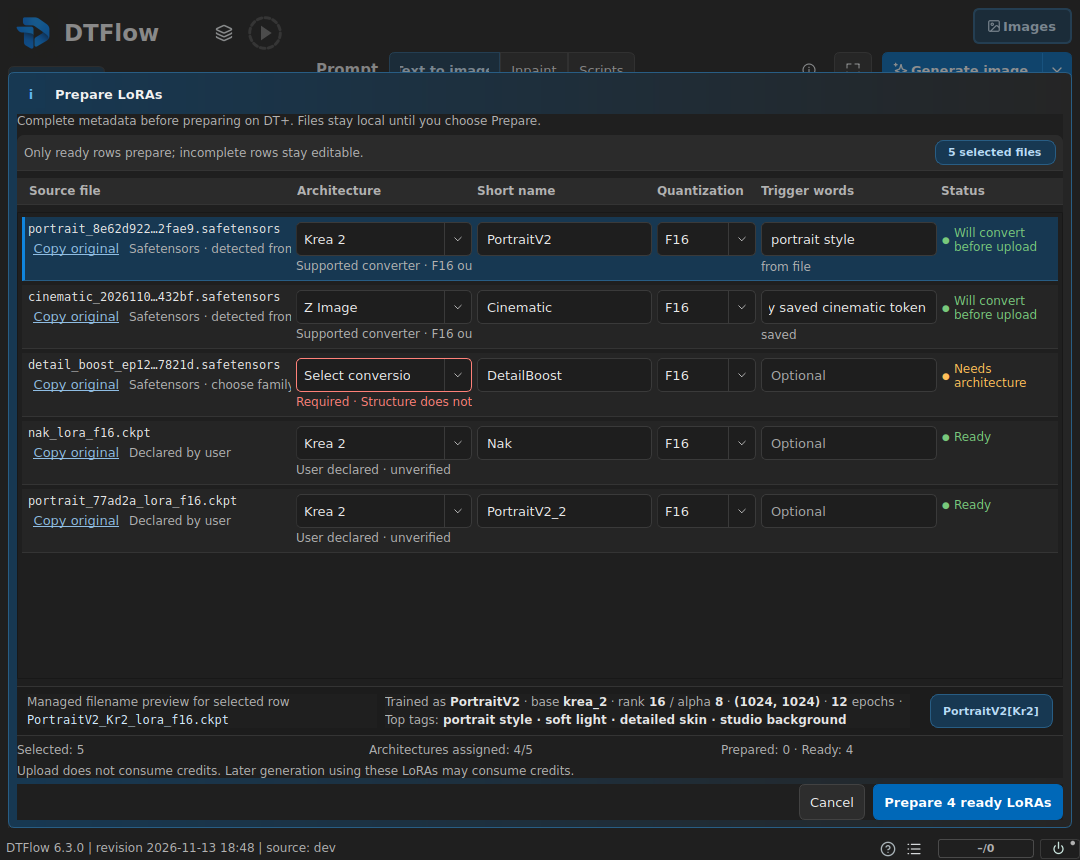 DTFlow
Images
Prompt
Text to image
Inpaint
Scripts
Generate image
i Prepare LoRAs
Complete metadata before preparing on DT+. Files stay local until you choose Prepare.
Only ready rows prepare; incomplete rows stay editable.
5 selected files
Source file Architecture Short name Quantization Trigger words Status
portrait_8e62d922…2fae9.safetensors
Copy original Safetensors · detected fron
Krea 2
Supported converter · F16 ou
PortraitV2
F16
portrait style
from file
Will convert
before upload
cinematic_2026110…432bf.safetensors
Copy original Safetensors · detected fron
Z Image
Supported converter · F16 ou
Cinematic
F16
y saved cinematic token
saved
Will convert
before upload
detail_boost_ep12…7821d.safetensors
Copy original Safetensors · choose family
Select conversio
Required · Structure does not
DetailBoost
F16
Optional
Needs
architecture
nak_lora_f16.ckpt
Copy original Declared by user
Krea 2
User declared · unverified
Nak
F16
Optional
Ready
portrait_77ad2a_lora_f16.ckpt
Copy original Declared by user
Krea 2
User declared · unverified
PortraitV2_2
F16
Optional
Ready
Managed filename preview for selected row
PortraitV2_Kr2_lora_f16.ckpt
Trained as PortraitV2 · base krea_2 · rank 16 / alpha 8 · (1024, 1024) · 12 epochs ·
Top tags: portrait style · soft light · detailed skin · studio background
PortraitV2[Kr2]
Selected: 5
Architectures assigned: 4/5
Prepared: 0 · Ready: 4
Upload does not consume credits. Later generation using these LoRAs may consume credits.
Cancel
Prepare 4 ready LoRAs
DTFlow 6.3.0 | revision 2026-11-13 18:48 | source: dev
–/0